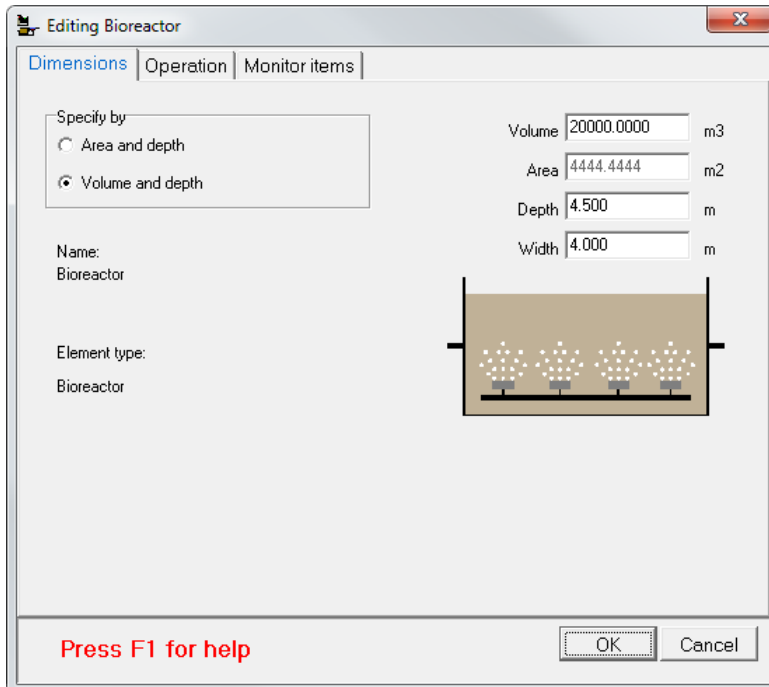 Editing Bioreactor
Dimensions Operation Monitor items
Specify by
Area and depth
Volume and depth
Volume 20000.0000 m3
Area 4444.4444 m2
Depth 4.500 m
Width 4.000 m
Name:
Bioreactor
Element type:
Bioreactor
Press F1 for help
OK Cancel